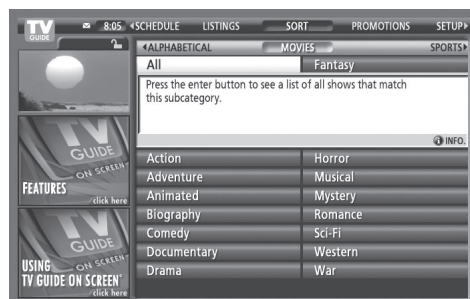 TV GUIDE
8:05 SCHEDULE LISTINGS SORT PROMOTIONS SETUP
ALPHABETICAL MOVIES SPORTS
All Fantasy
Press the enter button to see a list of all shows that match
this subcategory.
INFO.
TV
GUIDE
ON SCREEN
FEATURES
click here
TV
GUIDE
ON SCREEN
USING
TV GUIDE ON SCREEN
click here
Action Horror
Adventure Musical
Animated Mystery
Biography Romance
Comedy Sci-Fi
Documentary Western
Drama War